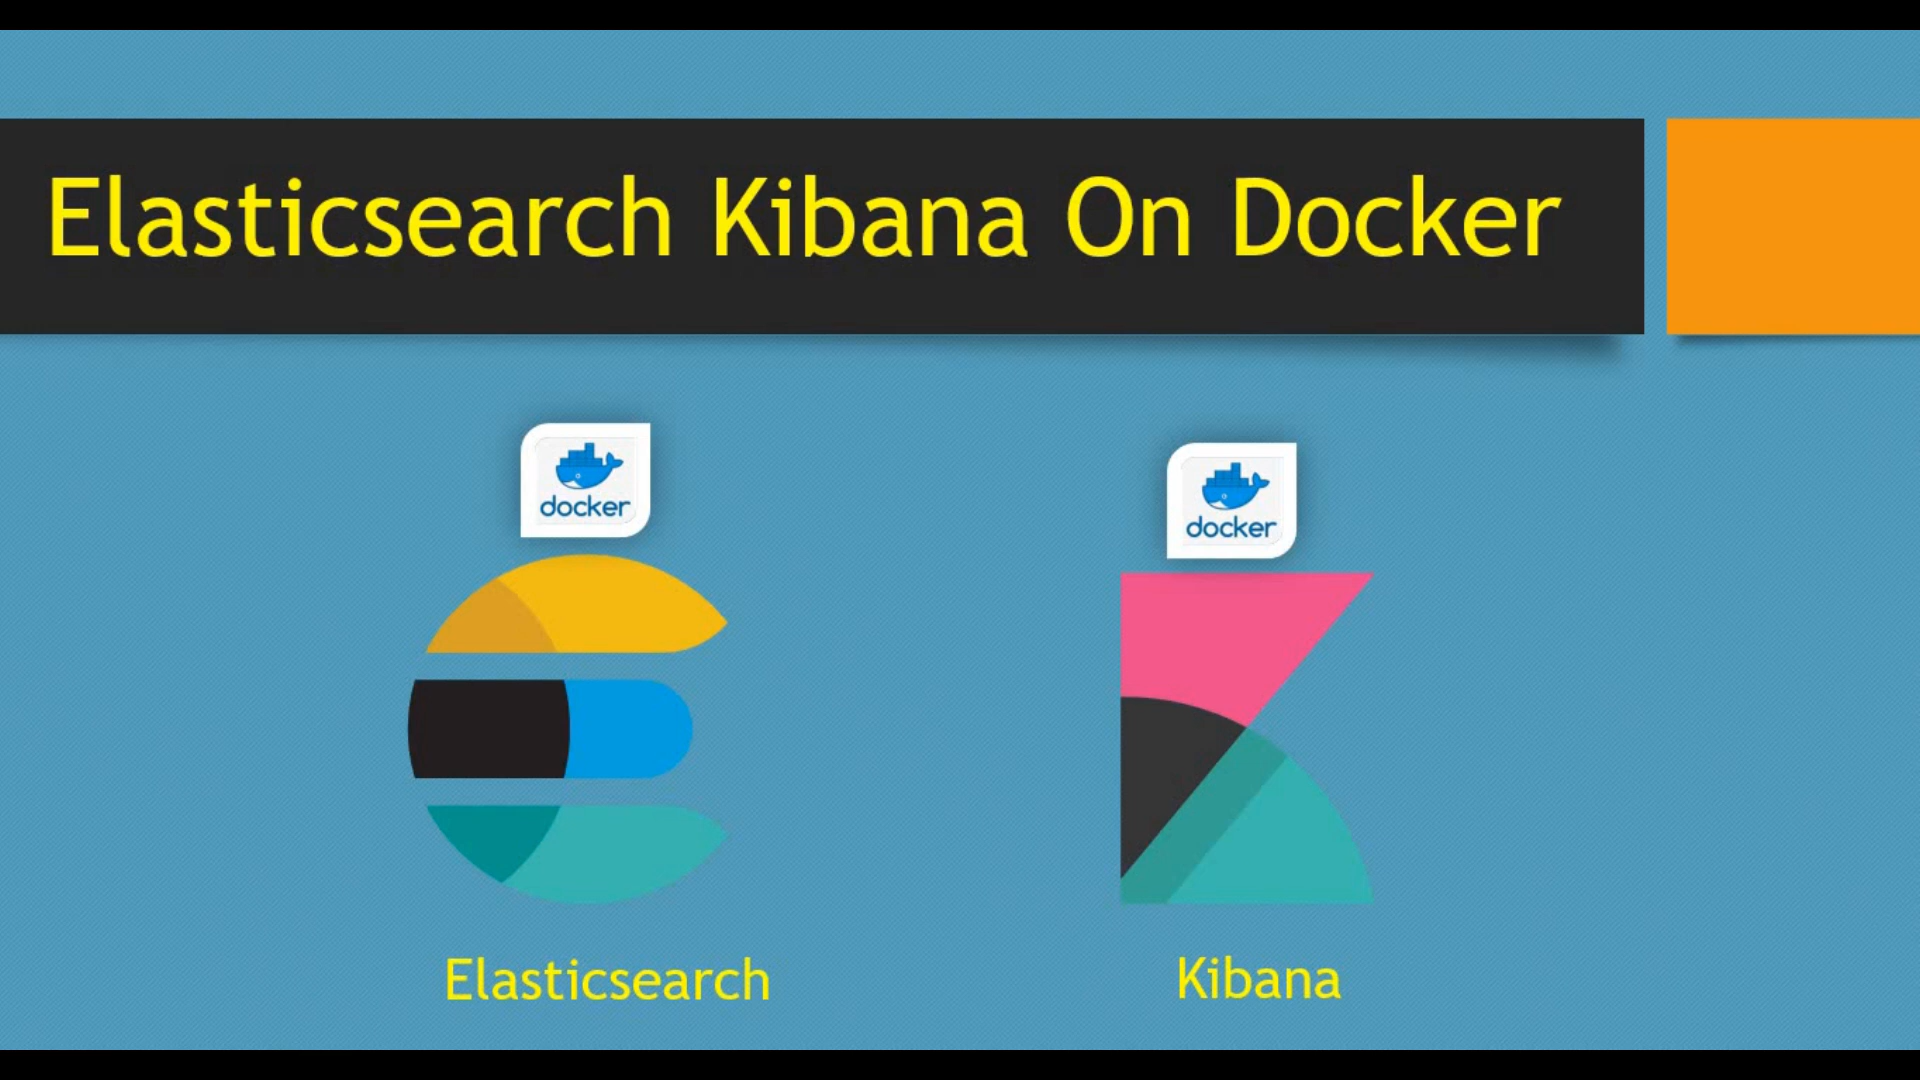 Elasticsearch Kibana On Docker
docker
docker
Elasticsearch
Kibana